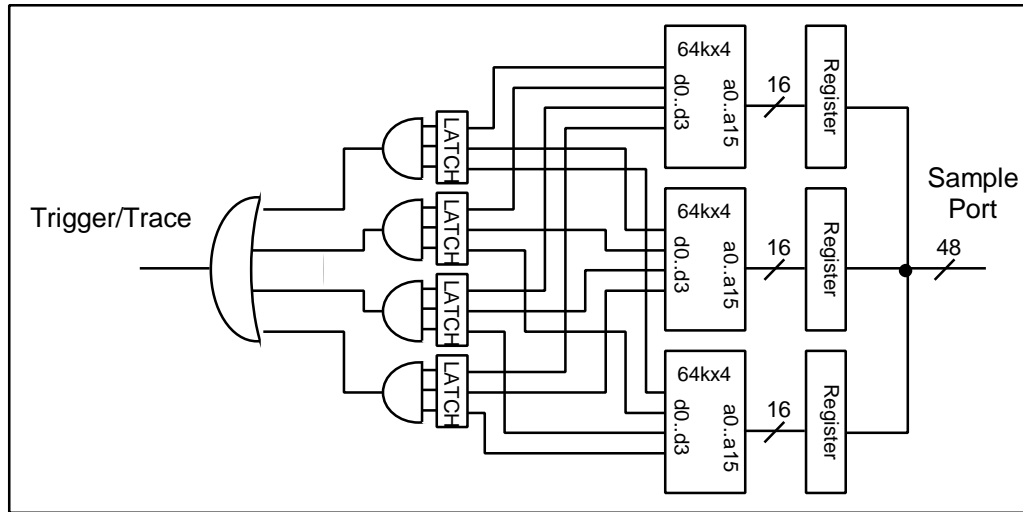 64kx4
d0..d3
a0..a15
16
Register
LATCH
Trigger/Trace
LATCH
64kx4
d0..d3
a0..a15
16
Register
Sample
Port
48
LATCH
LATCH
64kx4
d0..d3
a0..a15
16
Register